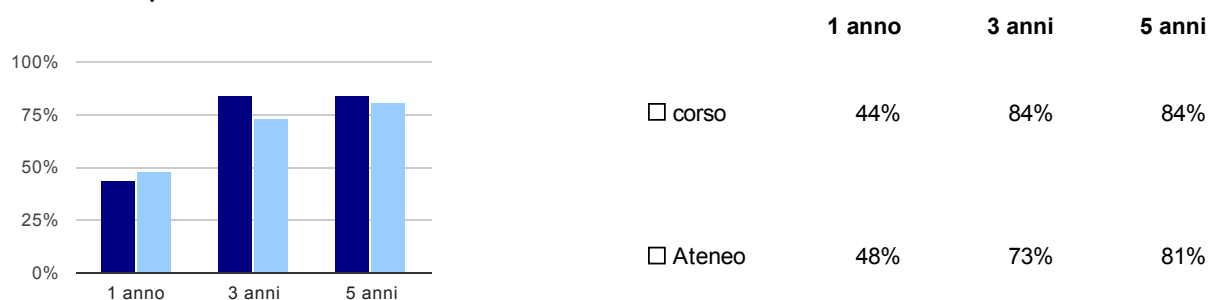 100%
75%
50%
25%
0%
1 anno 3 anni 5 anni
1 anno 3 anni 5 anni
corso 44% 84% 84%
Ateneo 48% 73% 81%